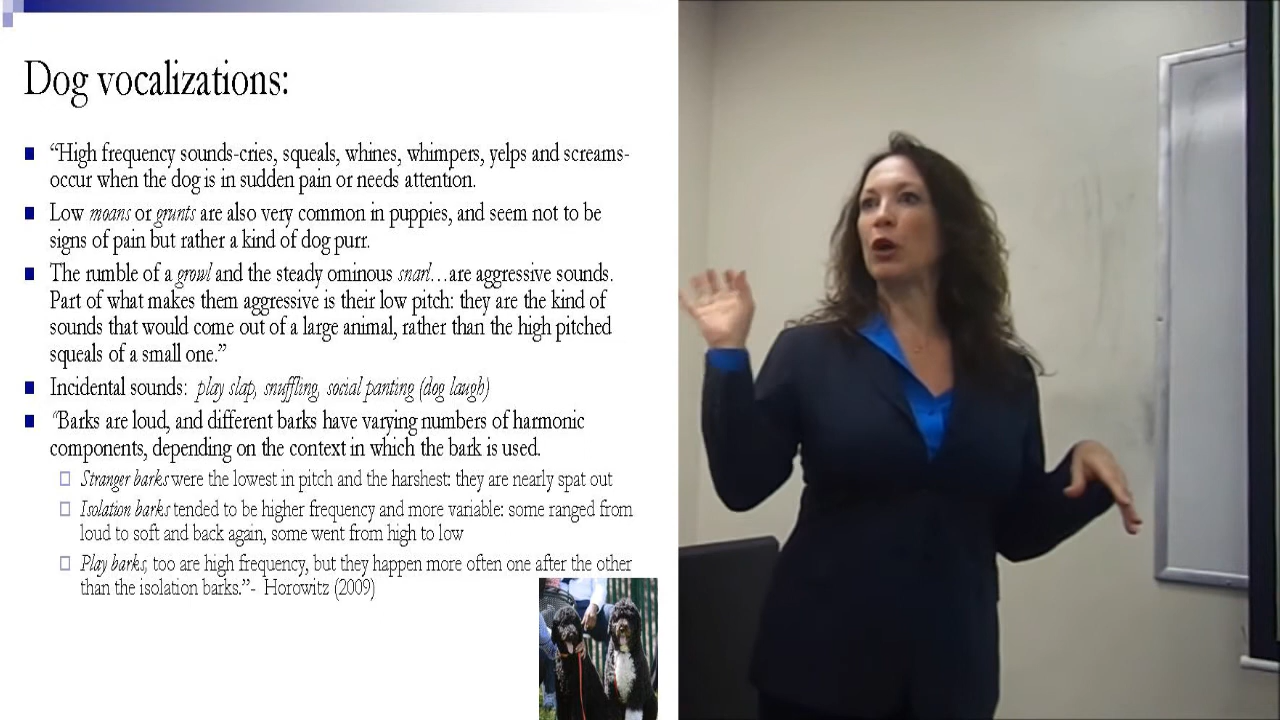 Dog vocalizations:
“High frequency sounds-cries, squeals, whines, whimpers, yelps and screams-
occur when the dog is in sudden pain or needs attention.
Low moans or grunts are also very common in puppies, and seem not to be
signs of pain but rather a kind of dog purr.
The rumble of a growl and the steady ominous snarl…are aggressive sounds.
Part of what makes them aggressive is their low pitch: they are the kind of
sounds that would come out of a large animal, rather than the high pitched
squeals of a small one.”
Incidental sounds: play slap, snuffling, social panting (dog laugh)
“Barks are loud, and different barks have varying numbers of harmonic
components, depending on the context in which the bark is used.
Stranger barks were the lowest in pitch and the harshest: they are nearly spat out
Isolation barks tended to be higher frequency and more variable: some ranged from
loud to soft and back again, some went from high to low
Play barks, too are high frequency, but they happen more often one after the other
than the isolation barks.”- Horowitz (2009)